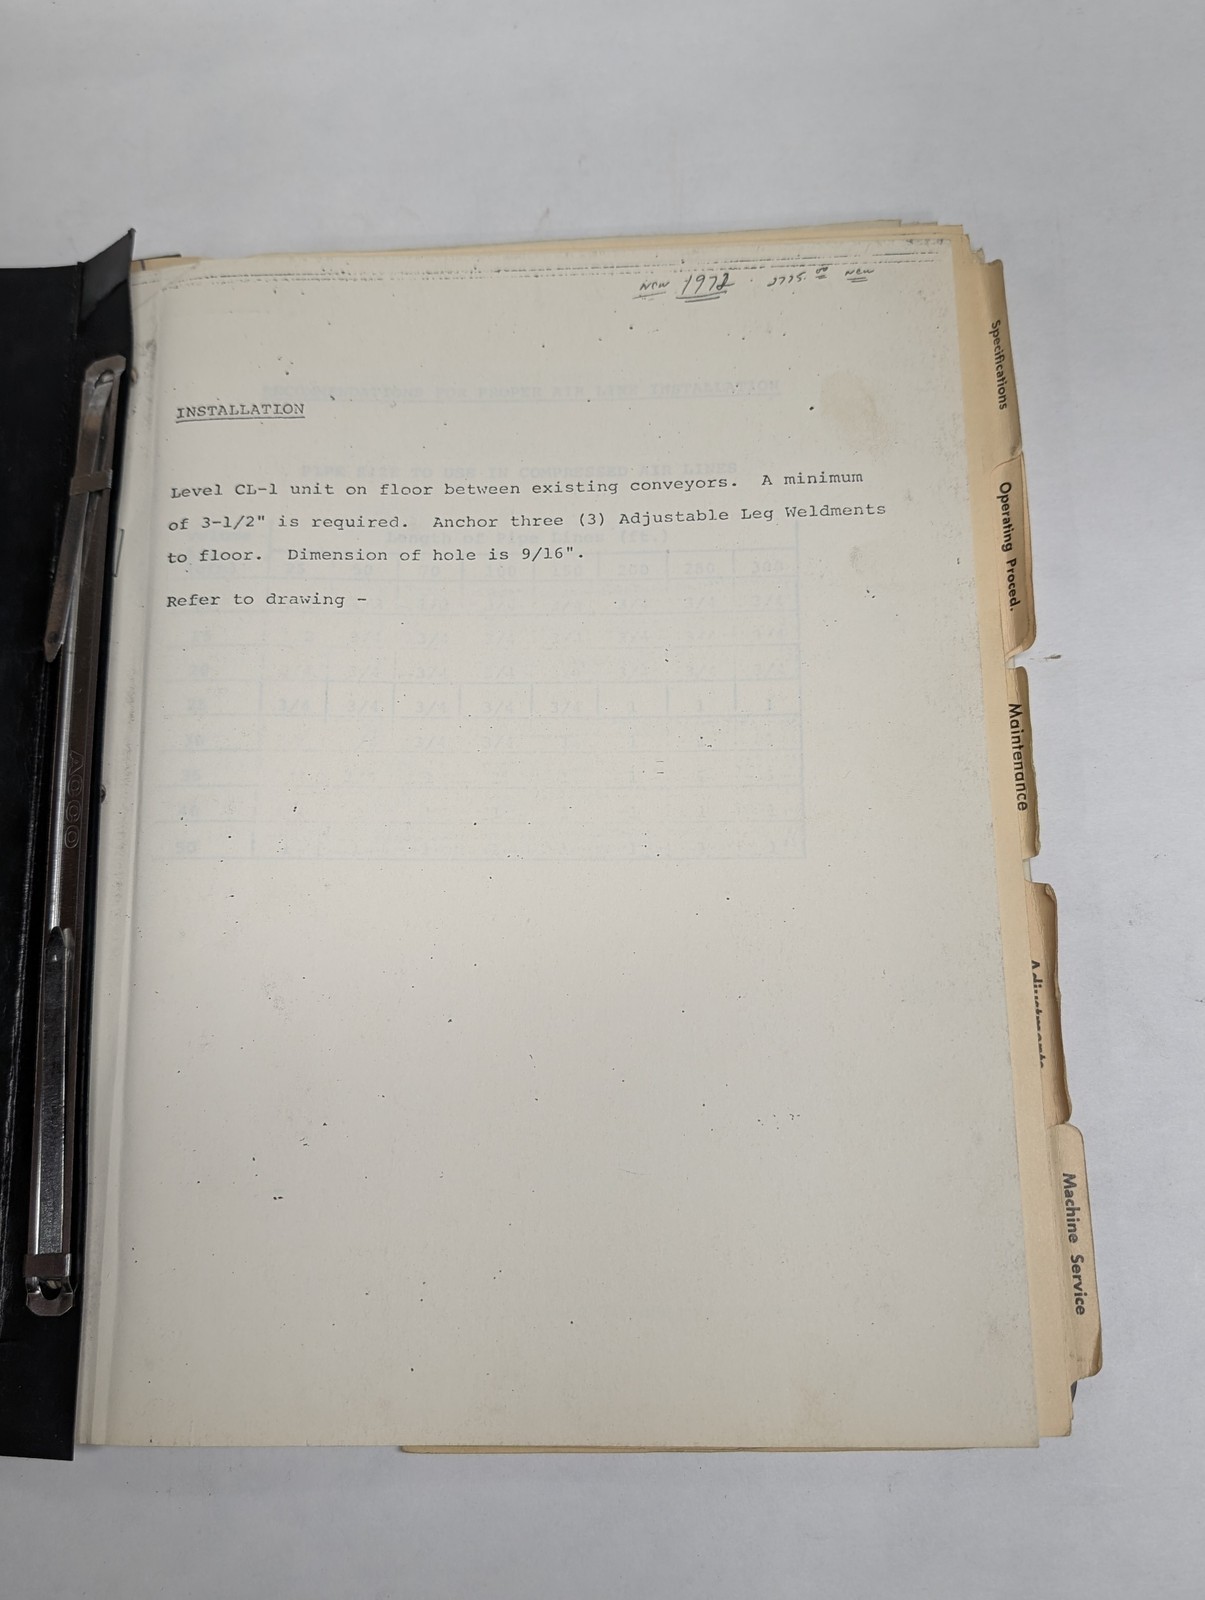 NEW 1972. 2775.00 NEW
INSTALLATION
Level CL-1 unit on floor between existing conveyors. A minimum
of 3-1/2" is required. Anchor three (3) Adjustable Leg Weldments
to floor. Dimension of hole is 9/16".
Refer to drawing -
Specifications
Operating Proced.
Maintenance
Adjustments
Machine Service
ACCO